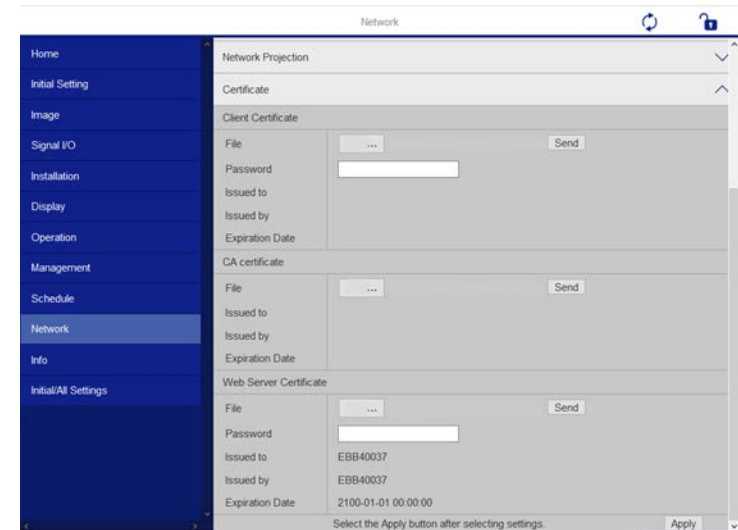 Network
Home
Initial Setting
Image
Signal I/O
Installation
Display
Operation
Management
Schedule
Network
Info
Initial/All Settings
Network Projection
Certificate
Client Certificate
File ... Send
Password
Issued to
Issued by
Expiration Date
CA certificate
File ... Send
Issued to
Issued by
Expiration Date
Web Server Certificate
File ... Send
Password
Issued to EBB40037
Issued by EBB40037
Expiration Date 2100-01-01 00:00:00
Select the Apply button after selecting settings. Apply